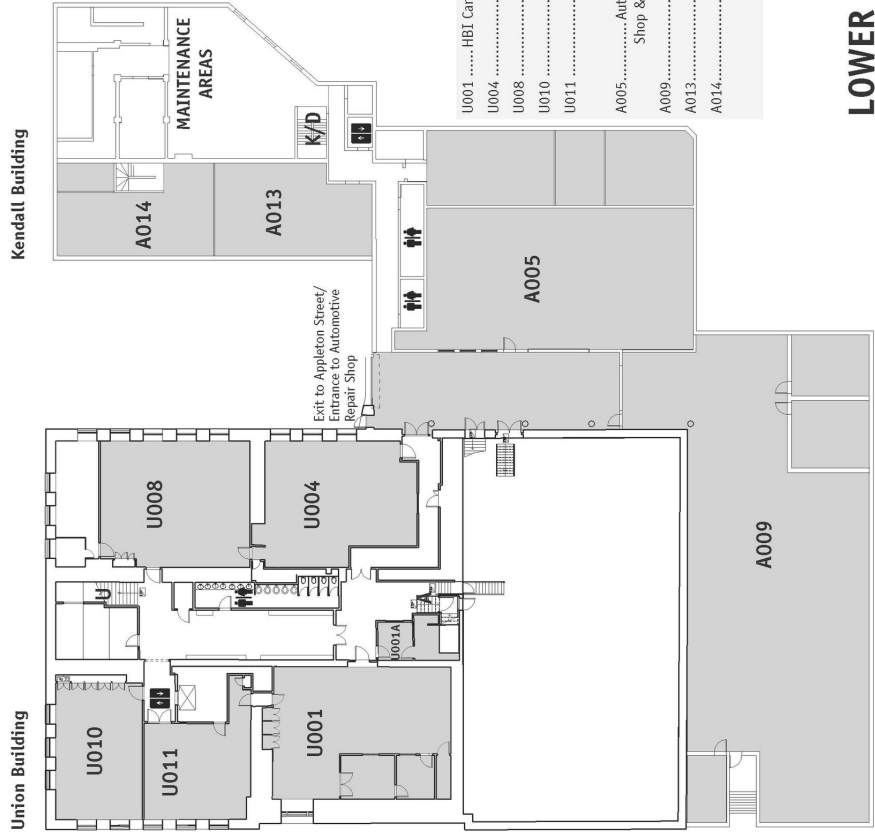 Kendall Building
MAINTENANCE
AREAS
K/D
A014
A013
A005
Exit to Appleton Street/
Entrance to Automotive
Repair Shop
U008
U004
U
A
U001A
U010
U011
U001
A009
Union Building
U001 ...... HBI Car
U004 ......
U008 ......
U010 ......
U011 ......
A005 ...... Aut
Shop &
A009 ......
A013 ......
A014 ......
LOWER